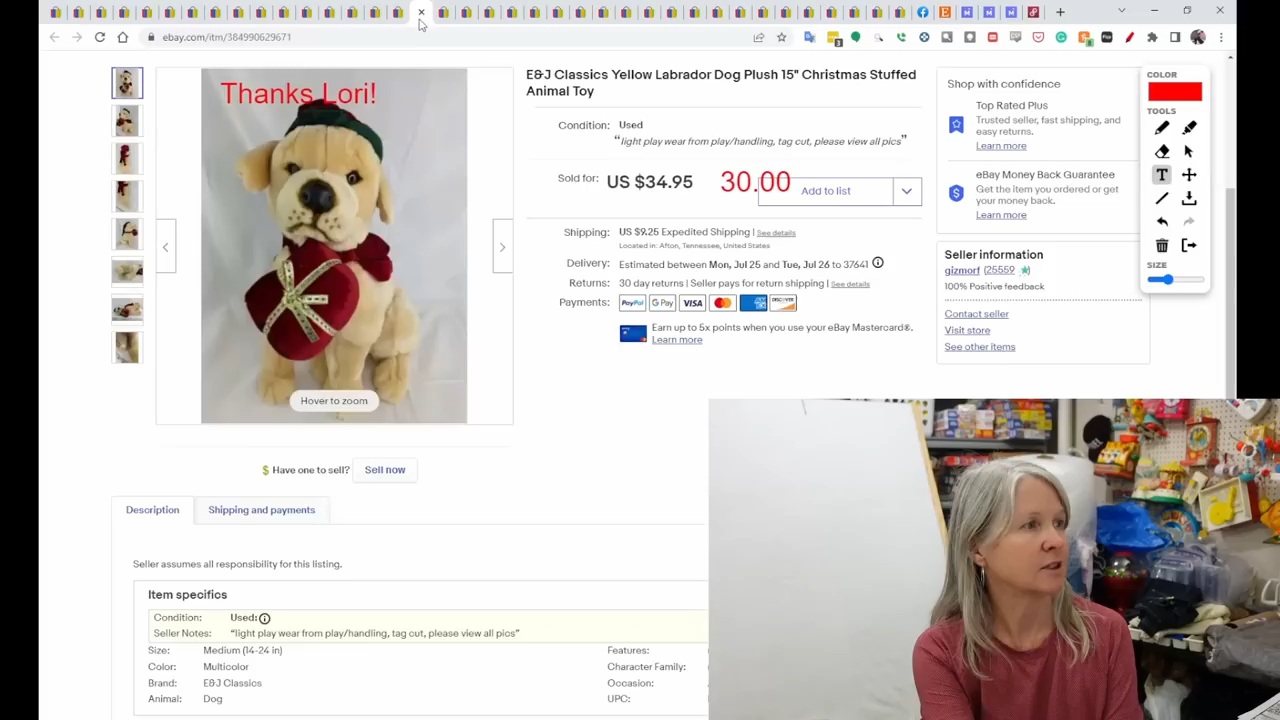 ebay.com/itm/384990629671
Thanks Lori!
Hover to zoom
$ Have one to sell? Sell now
E&J Classics Yellow Labrador Dog Plush 15" Christmas Stuffed
Animal Toy
Condition: Used
“light play wear from play/handling, tag cut, please view all pics”
Sold for: US $34.95 30.00 Add to list
Shipping: US $9.25 Expedited Shipping | See details
Located in: Afton, Tennessee, United States
Delivery: Estimated between Mon, Jul 25 and Tue, Jul 26 to 37641
Returns: 30 day returns | Seller pays for return shipping | See details
Payments: PayPal G Pay VISA DISCOVER
Earn up to 5x points when you use your eBay Mastercard®.
Learn more
Shop with confidence
Top Rated Plus
Trusted seller, fast shipping, and
easy returns.
Learn more
eBay Money Back Guarantee
Get the item you ordered or get
your money back.
Learn more
Seller information
gizmorf (25559)
100% Positive feedback
Contact seller
Visit store
See other items
COLOR
TOOLS
T
SIZE
Description Shipping and payments
Seller assumes all responsibility for this listing.
Item specifics
Condition: Used:
Seller Notes: “light play wear from play/handling, tag cut, please view all pics”
Size: Medium (14-24 in) Features:
Color: Multicolor Character Family:
Brand: E&J Classics Occasion:
Animal: Dog UPC: